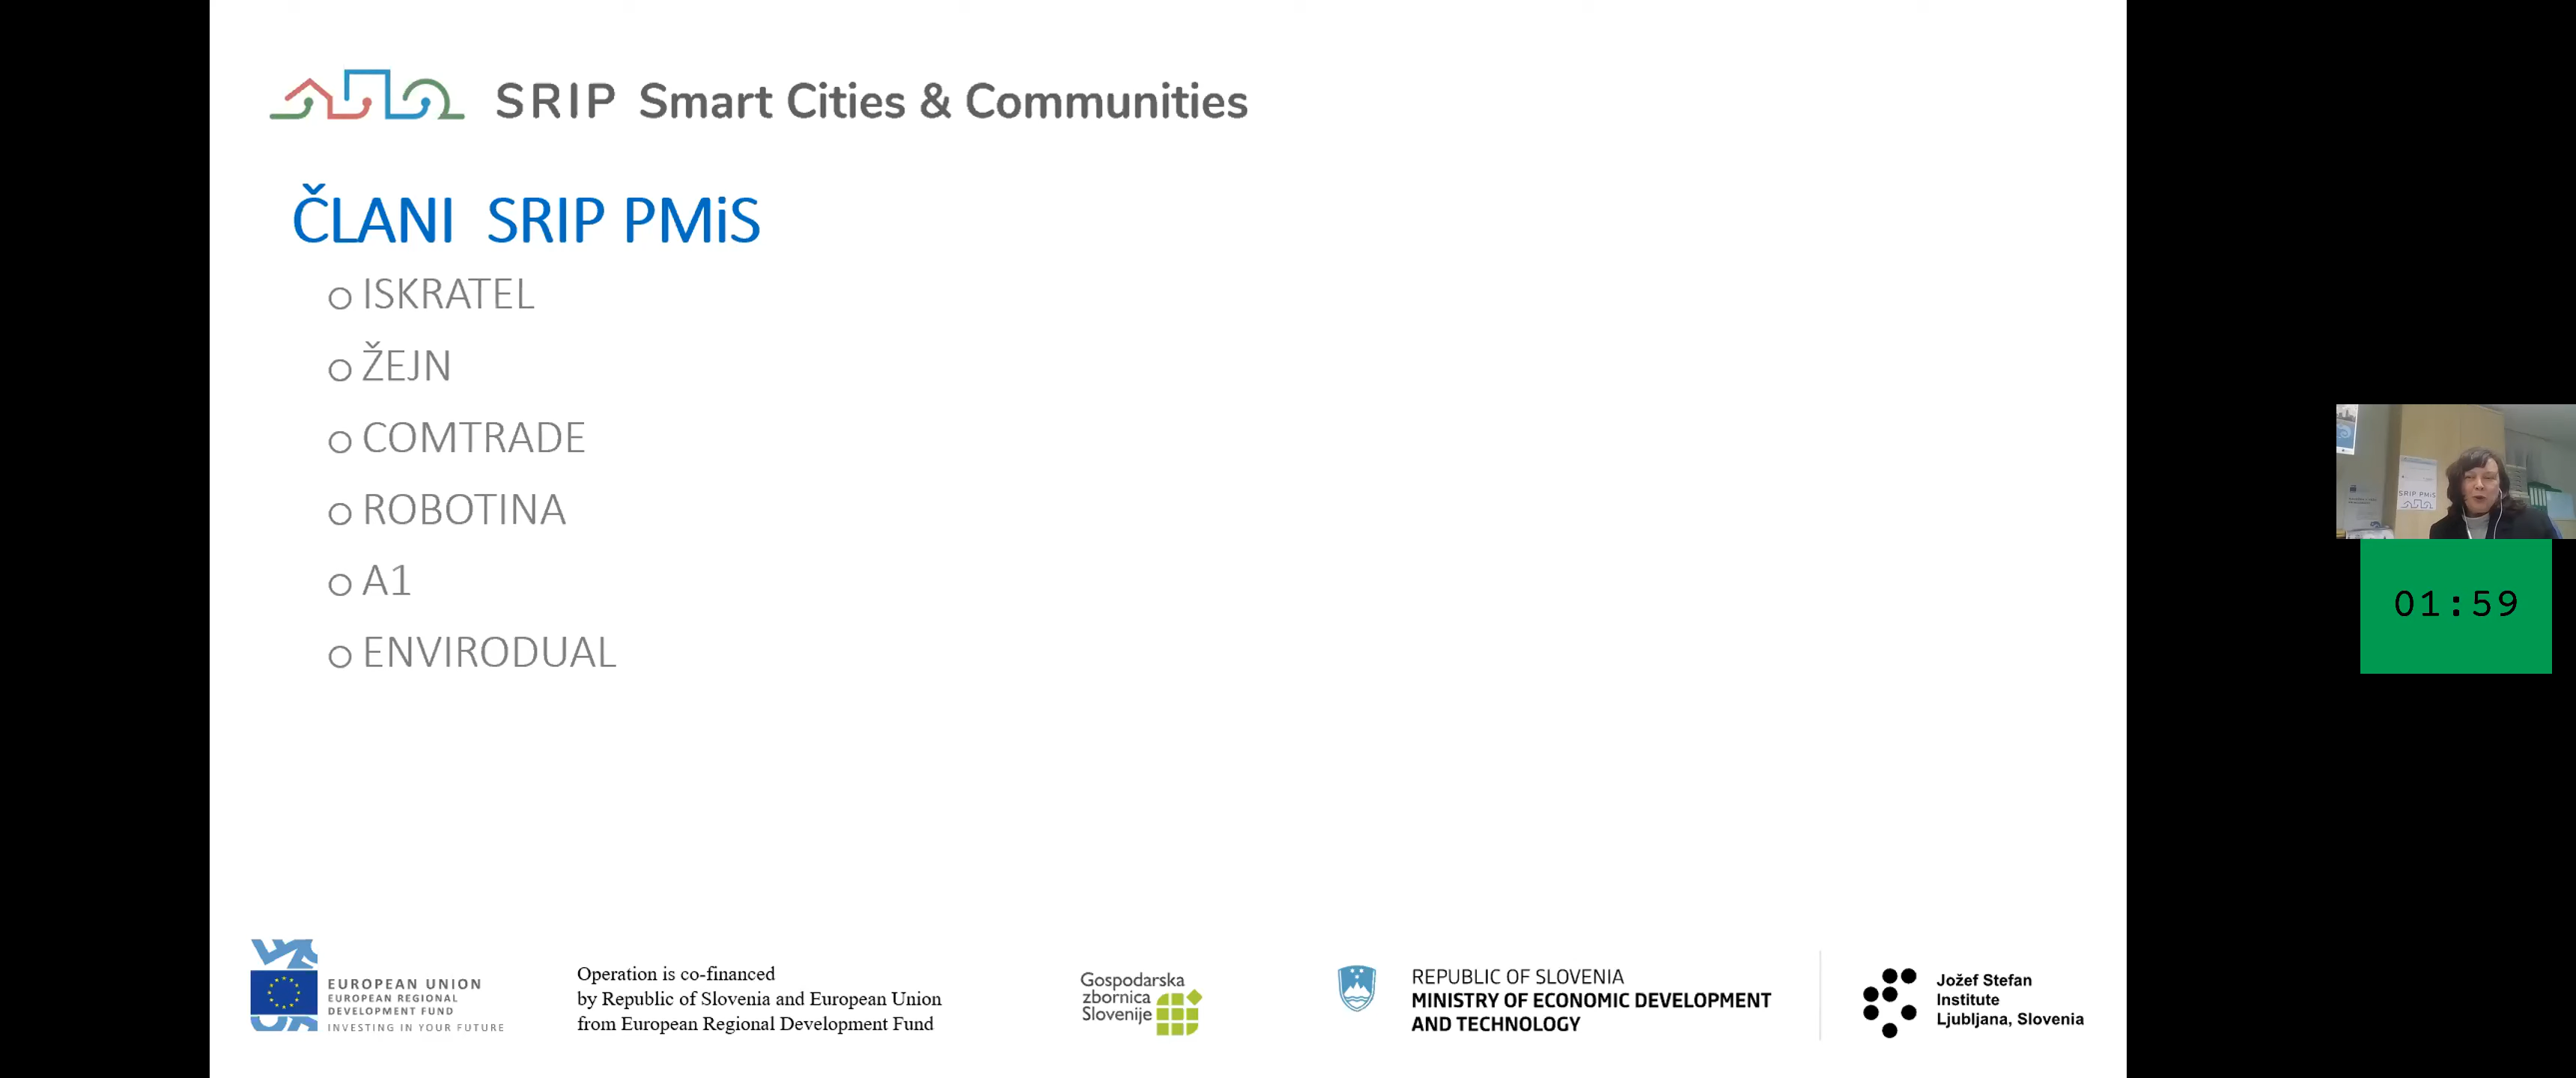 SRIP Smart Cities & Communities
ČLANI SRIP PMiS
ISKRATEL
ŽEJN
COMTRADE
ROBOTINA
A1
ENVIRODUAL
SRIP PMiS
01:59
EUROPEAN UNION
EUROPEAN REGIONAL
DEVELOPMENT FUND
INVESTING IN YOUR FUTURE
Operation is co-financed
by Republic of Slovenia and European Union
from European Regional Development Fund
Gospodarska
zbornica
Slovenije
REPUBLIC OF SLOVENIA
MINISTRY OF ECONOMIC DEVELOPMENT
AND TECHNOLOGY
Jožef Stefan
Institute
Ljubljana, Slovenia